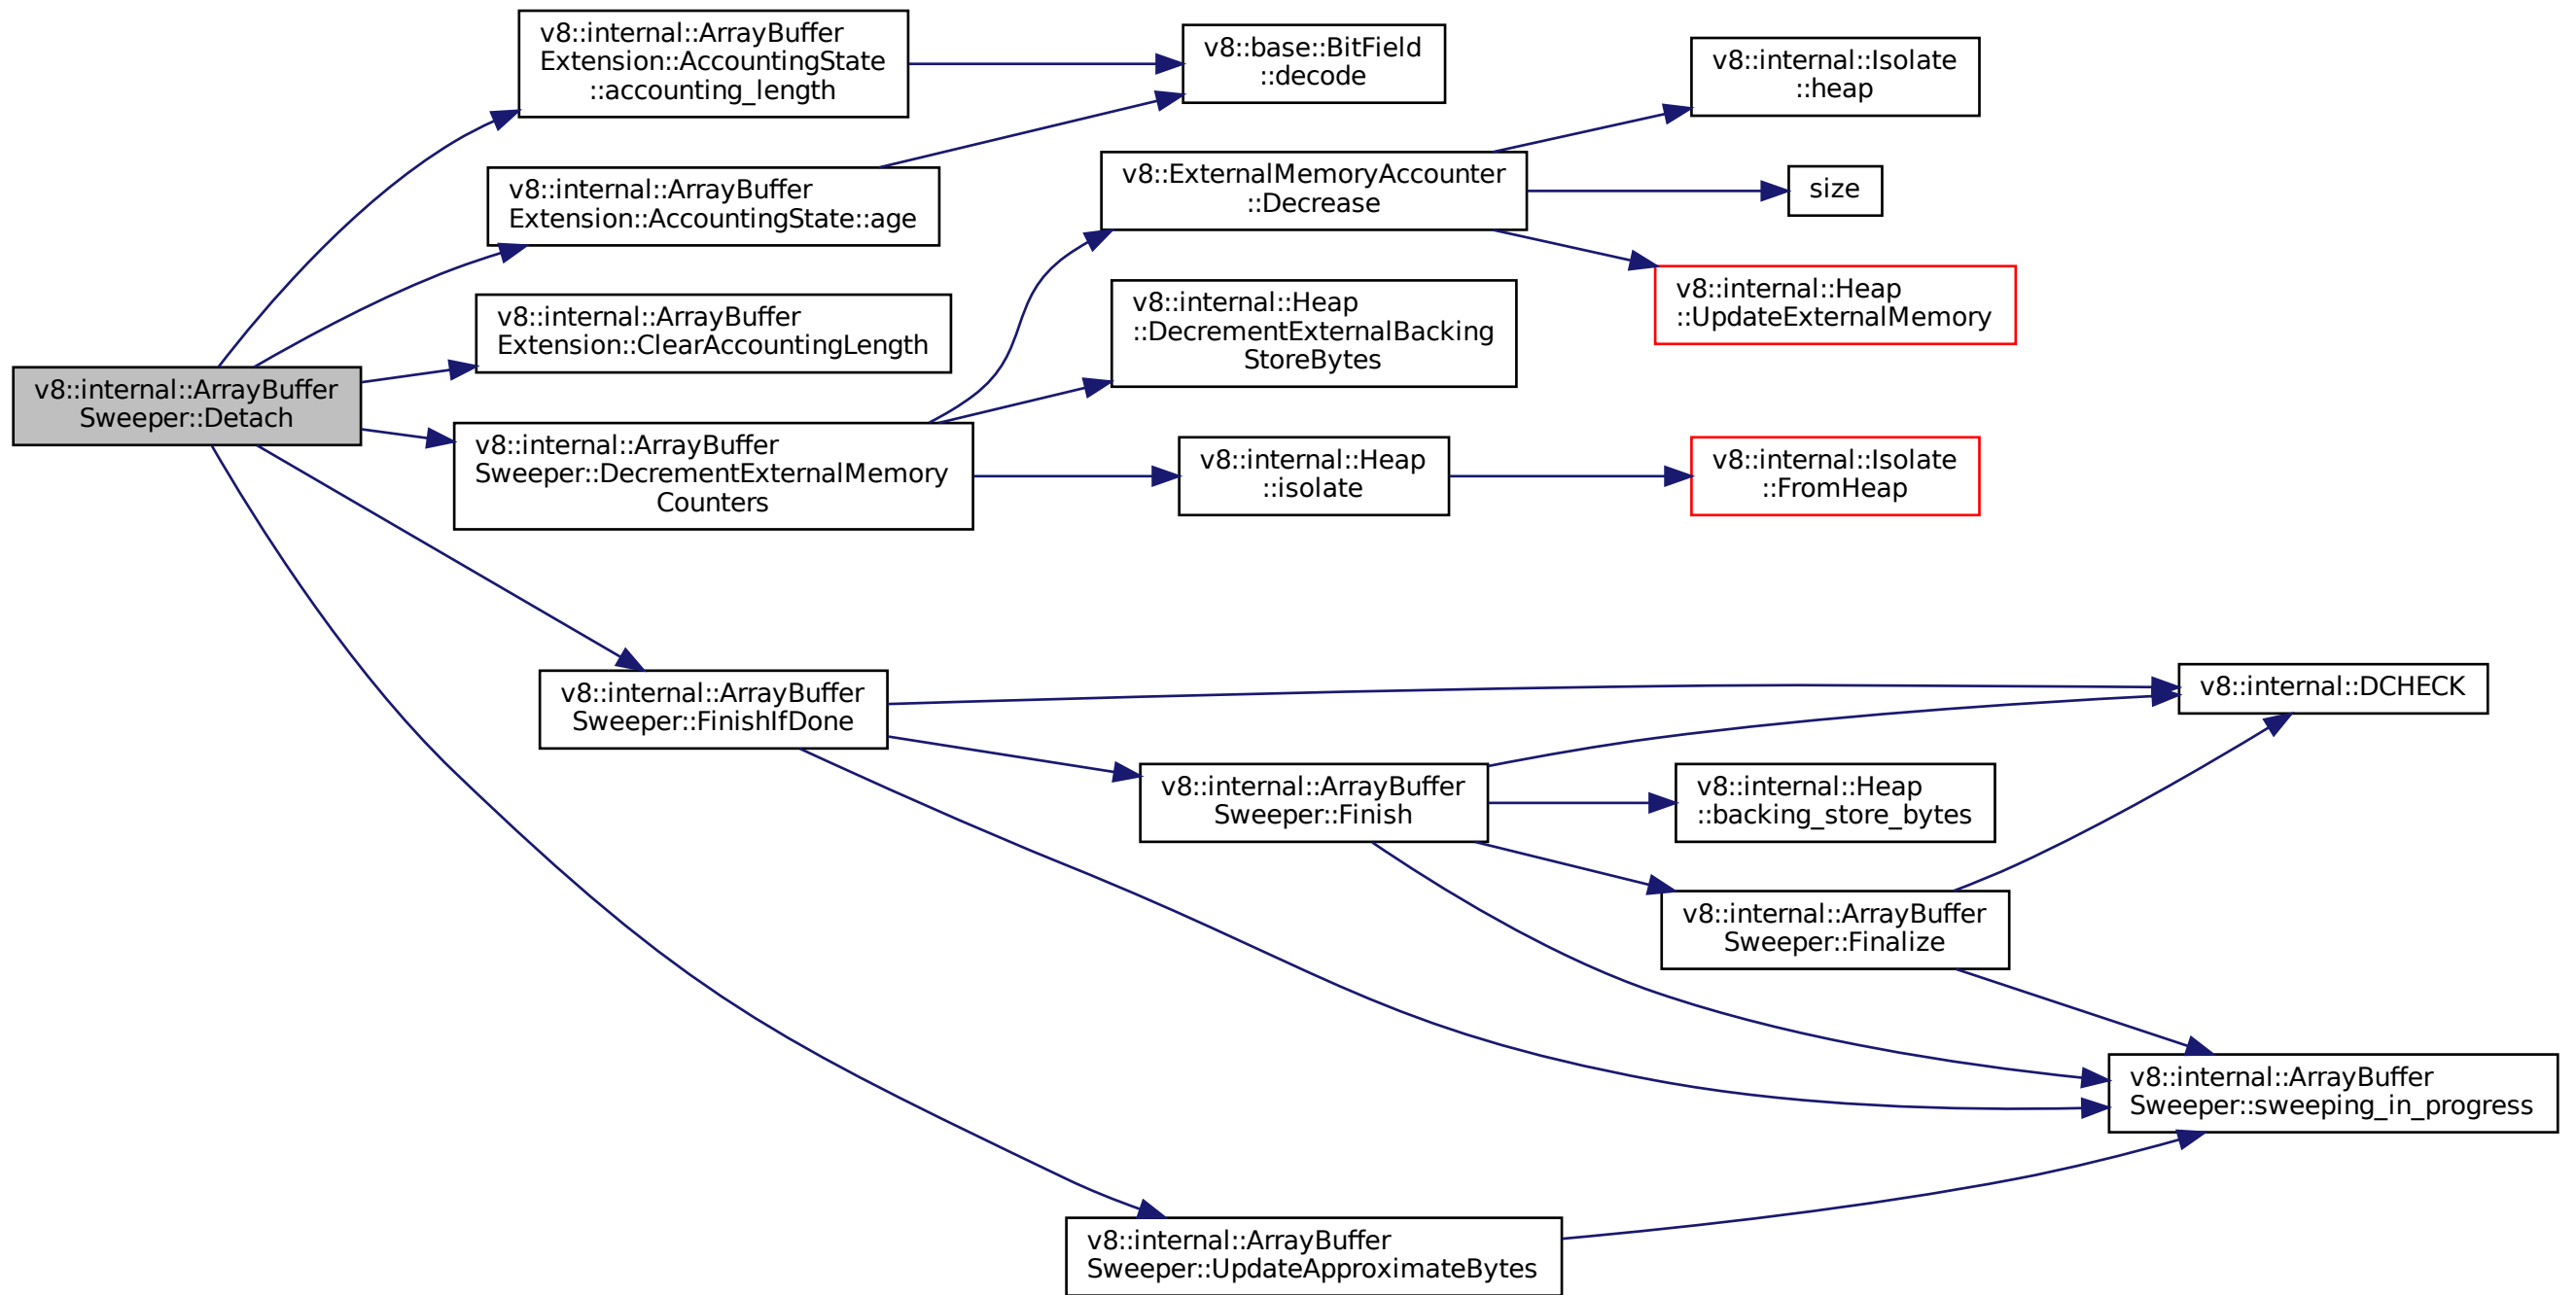 v8::internal::ArrayBuffer
Sweeper::Detach
v8::internal::ArrayBuffer
Extension::AccountingState
::accounting_length
v8::internal::ArrayBuffer
Extension::AccountingState::age
v8::internal::ArrayBuffer
Extension::ClearAccountingLength
v8::internal::ArrayBuffer
Sweeper::DecrementExternalMemory
Counters
v8::internal::ArrayBuffer
Sweeper::FinishIfDone
v8::internal::ArrayBuffer
Sweeper::UpdateApproximateBytes
v8::base::BitField
::decode
v8::ExternalMemoryAccounter
::Decrease
v8::internal::Heap
::DecrementExternalBacking
StoreBytes
v8::internal::Heap
::isolate
v8::internal::ArrayBuffer
Sweeper::Finish
v8::internal::Isolate
::heap
size
v8::internal::Heap
::UpdateExternalMemory
v8::internal::Isolate
::FromHeap
v8::internal::Heap
::backing_store_bytes
v8::internal::ArrayBuffer
Sweeper::Finalize
v8::internal::DCHECK
v8::internal::ArrayBuffer
Sweeper::sweeping_in_progress